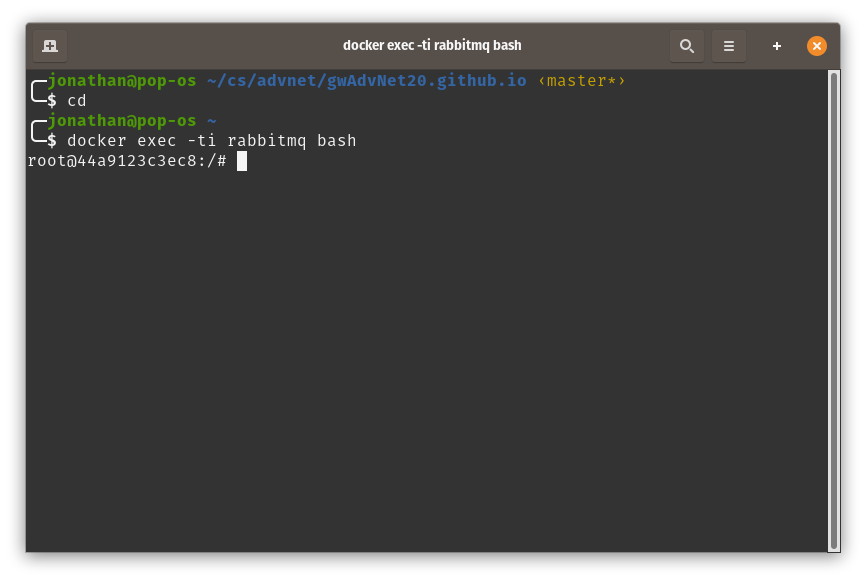 docker exec -ti rabbitmq bash
jonathan@pop-os ~/cs/advnet/gwAdvNet20.github.io ‹master*›
$ cd
jonathan@pop-os ~
$ docker exec -ti rabbitmq bash
root@44a9123c3ec8:/#